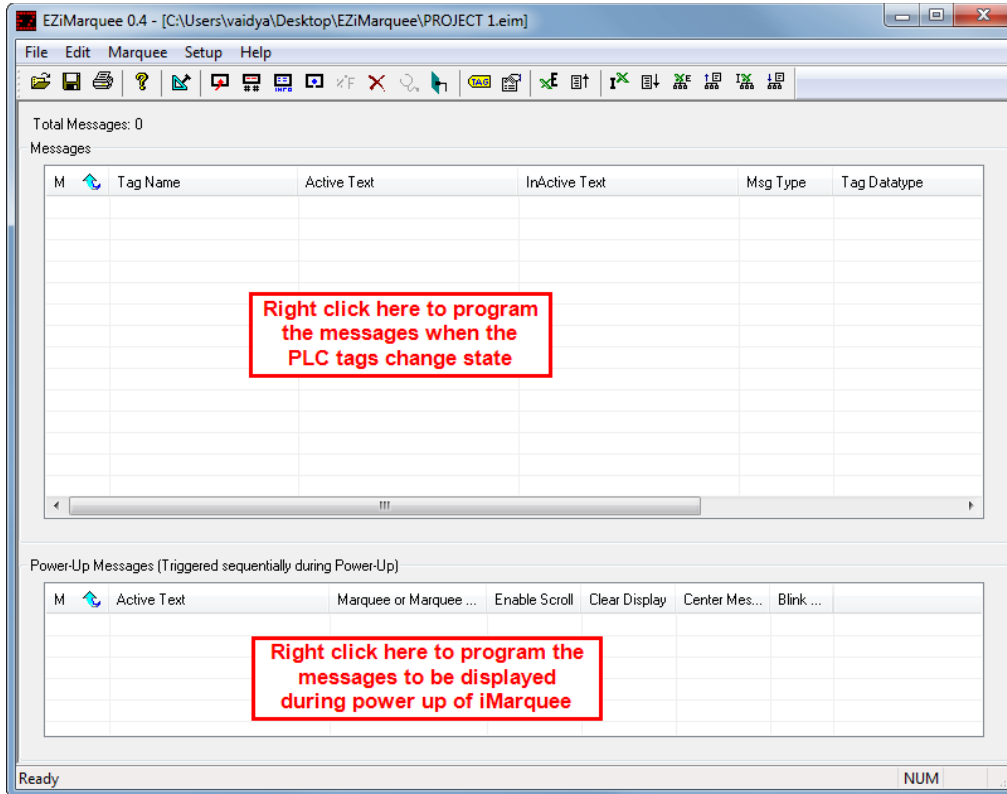 EZiMarquee 0.4 - [C:\Users\vaidya\Desktop\EZiMarquee\PROJECT 1.eim]
File Edit Marquee Setup Help
TAG
Total Messages: 0
Messages
M Tag Name Active Text InActive Text Msg Type Tag Datatype
Right click here to program
the messages when the
PLC tags change state
Power-Up Messages (Triggered sequentially during Power-Up)
M Active Text Marquee or Marquee ... Enable Scroll Clear Display Center Mes... Blink ...
Right click here to program the
messages to be displayed
during power up of iMarquee
Ready NUM